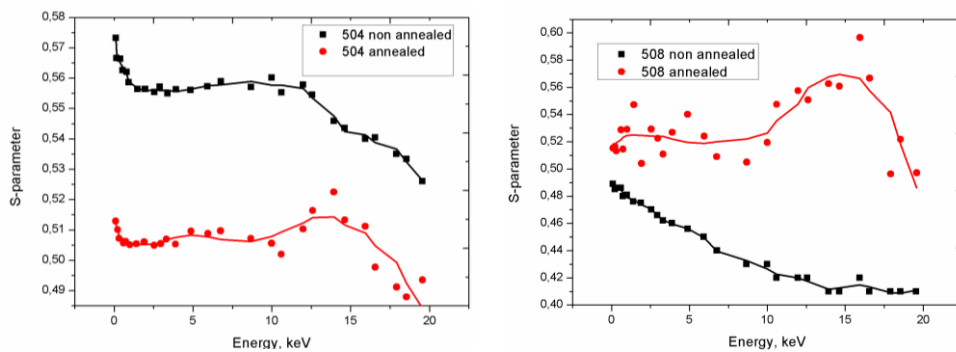 0,58
0,57
0,56
0,55
0,54
0,53
0,52
0,51
0,50
0,49
S-parameter
504 non annealed
504 annealed
0 5 10 15 20
Energy, keV
0,60
0,58
0,56
0,54
0,52
0,50
0,48
0,46
0,44
0,42
0,40
S-parameter
508 non annealed
508 annealed
0 5 10 15 20
Energy, keV